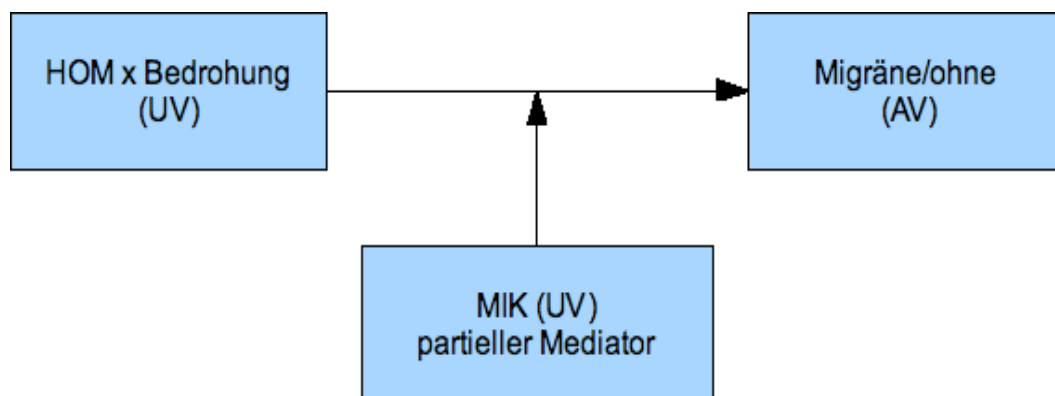 HOM x Bedrohung
(UV)
Migräne/ohne
(AV)
MIK (UV)
partieller Mediator